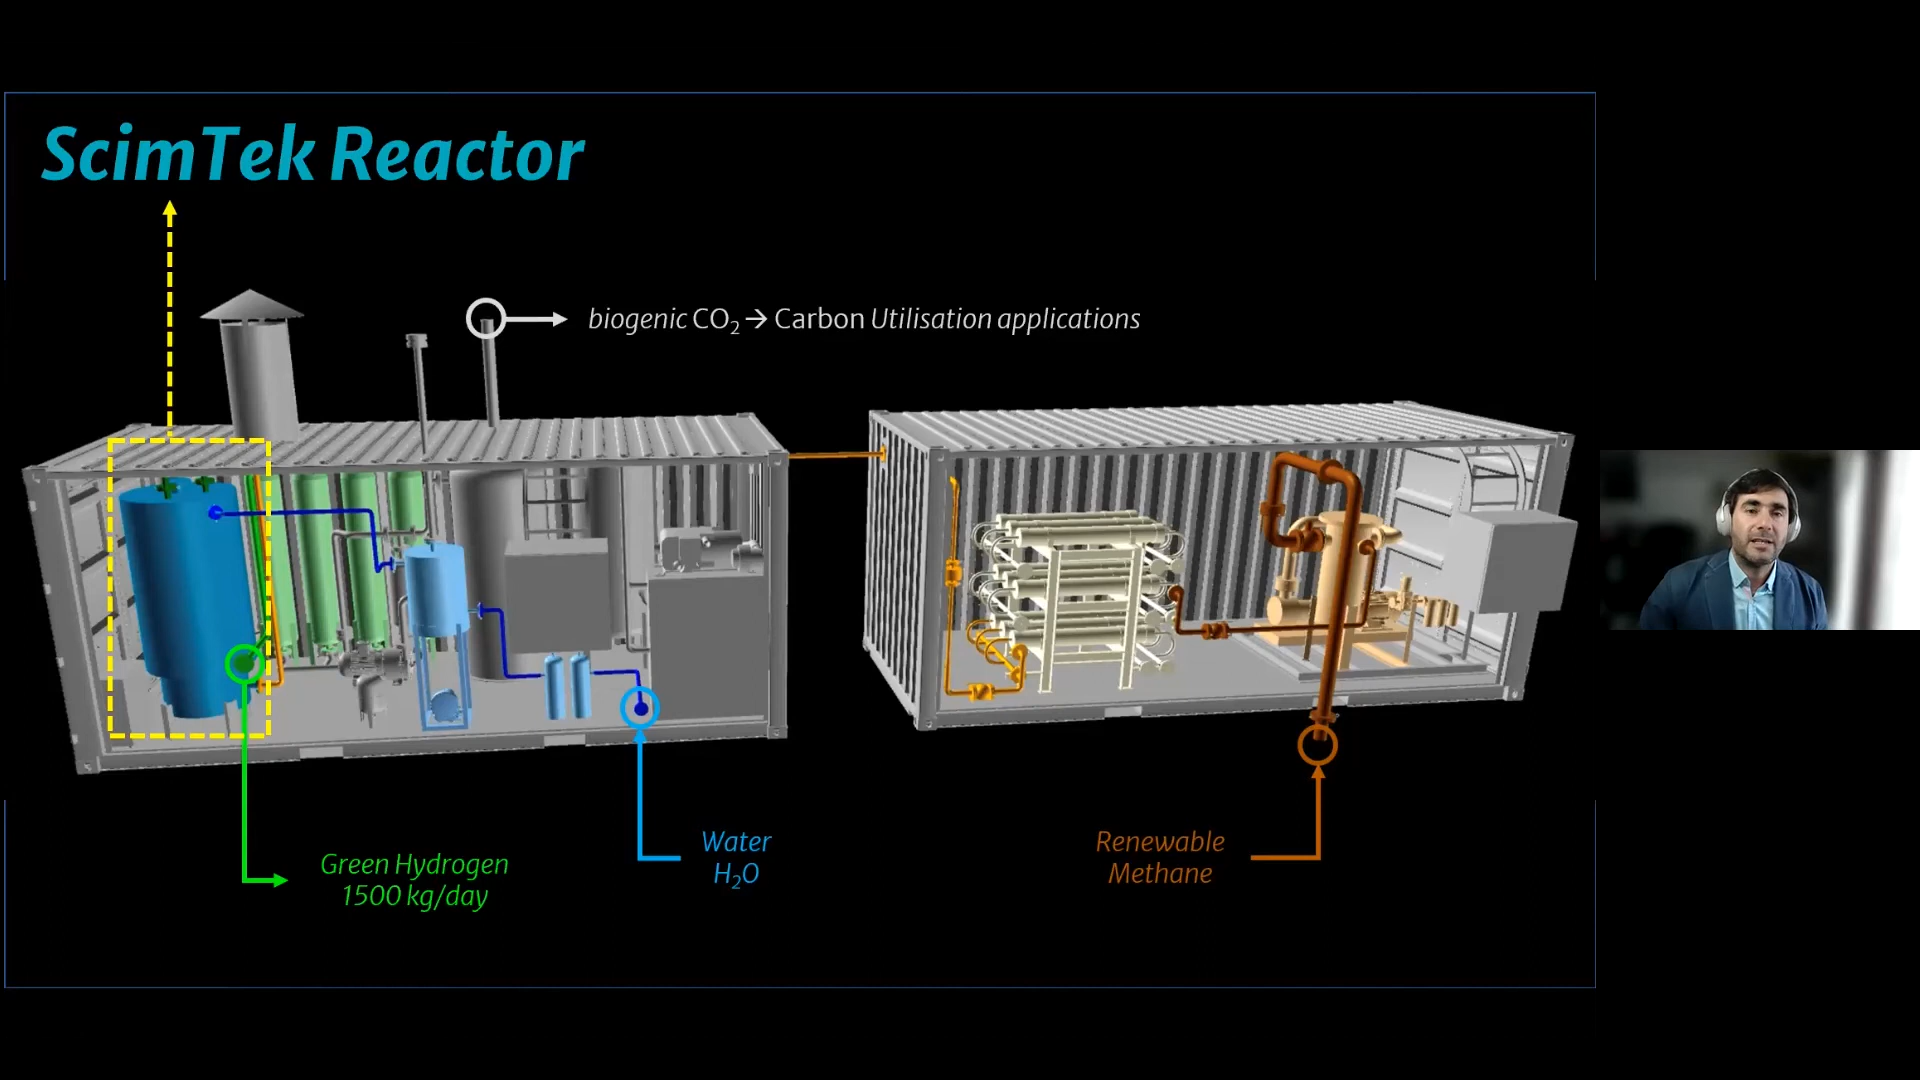 ScimTek Reactor
biogenic CO₂ → Carbon Utilisation applications
Green Hydrogen
1500 kg/day
Water
H₂O
Renewable
Methane